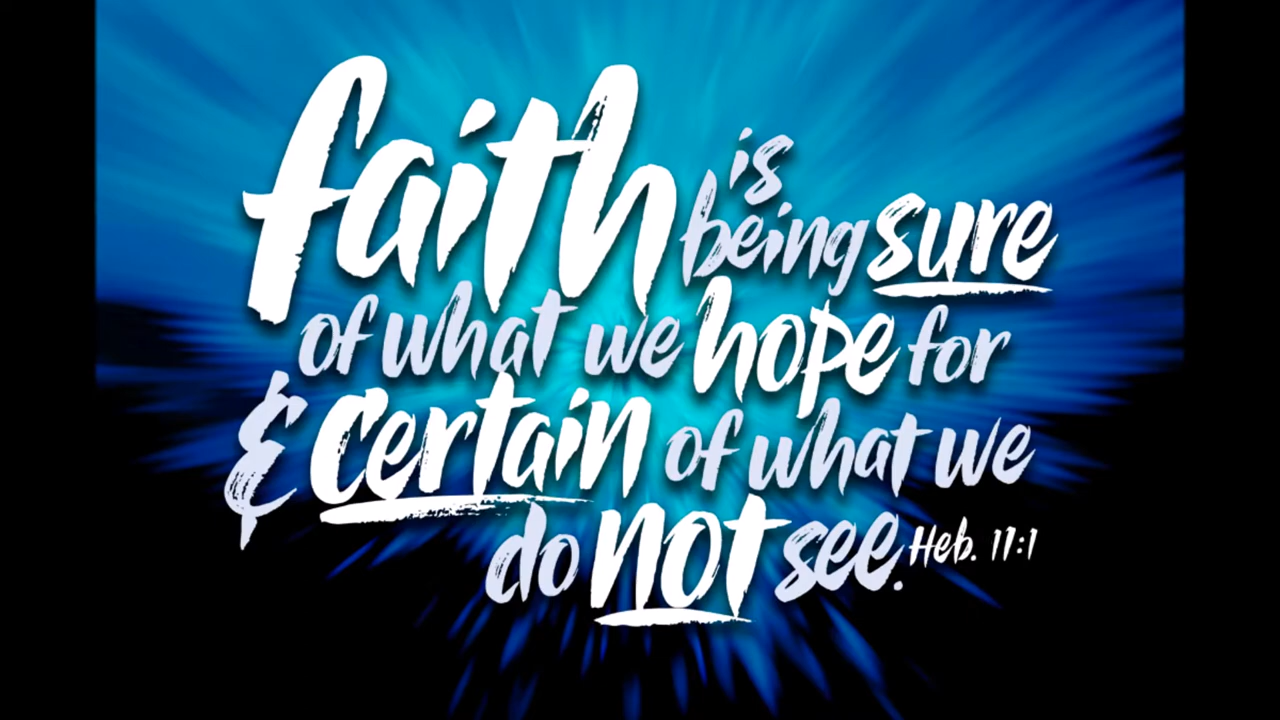 faith is
being sure
of what we hope for
& certain of what we
do not see. Heb. 11:1